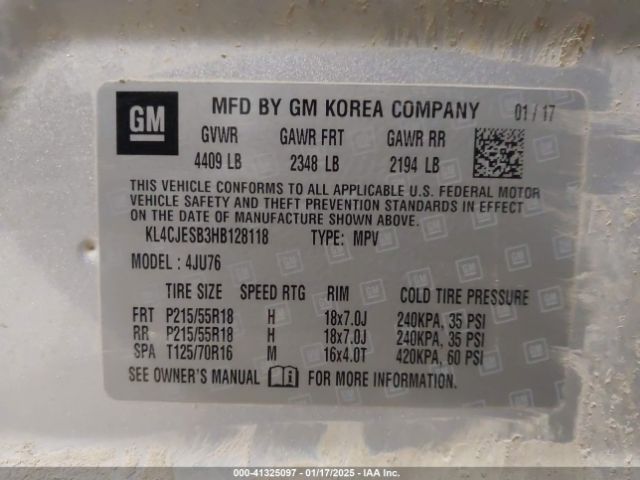 GM MFD BY GM KOREA COMPANY 01/17
GVWR GAWR FRT GAWR RR
4409 LB 2348 LB 2194 LB
THIS VEHICLE CONFORMS TO ALL APPLICABLE U.S. FEDERAL MOTOR
VEHICLE SAFETY AND THEFT PREVENTION STANDARDS IN EFFECT
ON THE DATE OF MANUFACTURE SHOWN ABOVE.
KL4CJESB3HB128118 TYPE: MPV
MODEL : 4JU76
TIRE SIZE SPEED RTG RIM COLD TIRE PRESSURE
FRT P215/55R18 H 18x7.0J 240KPA, 35 PSI
RR P215/55R18 H 18x7.0J 240KPA, 35 PSI
SPA T125/70R16 M 16x4.0T 420KPA, 60 PSI
SEE OWNER'S MANUAL FOR MORE INFORMATION.
000-41325097 - 01/17/2025 - IAA Inc.